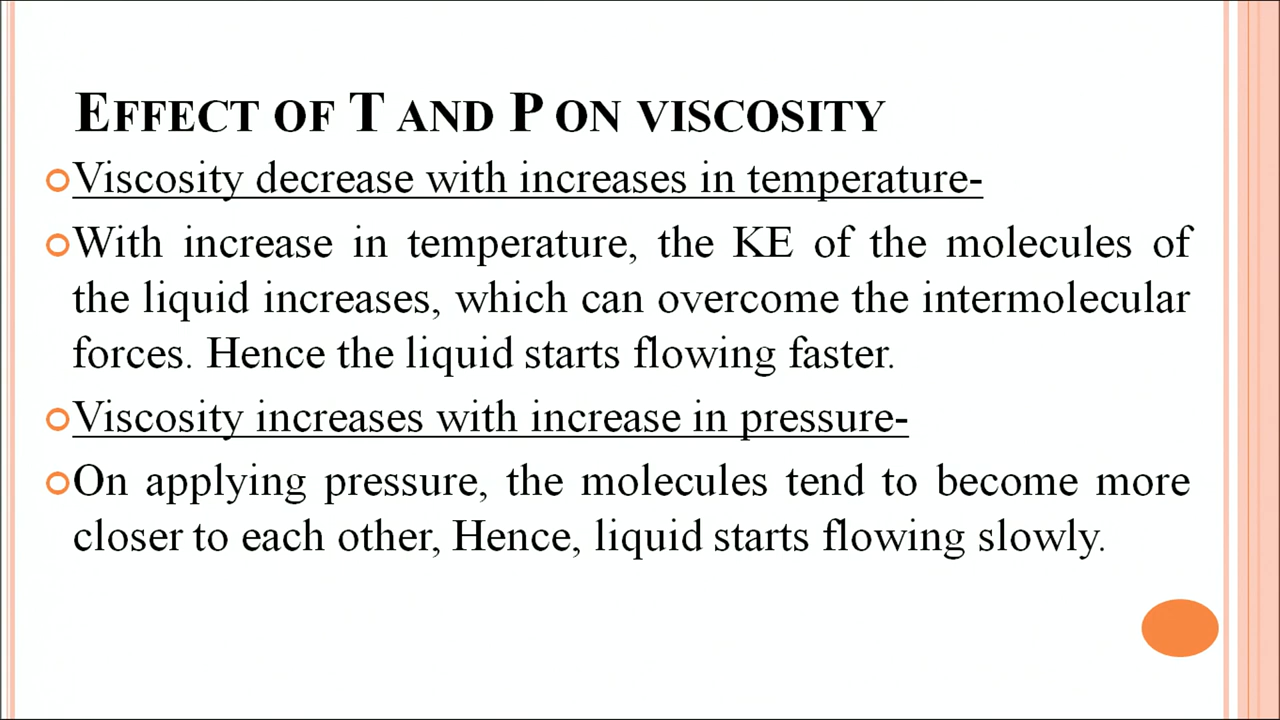 EFFECT OF T AND P ON VISCOSITY
Viscosity decrease with increases in temperature-
With increase in temperature, the KE of the molecules of
the liquid increases, which can overcome the intermolecular
forces. Hence the liquid starts flowing faster.
Viscosity increases with increase in pressure-
On applying pressure, the molecules tend to become more
closer to each other, Hence, liquid starts flowing slowly.